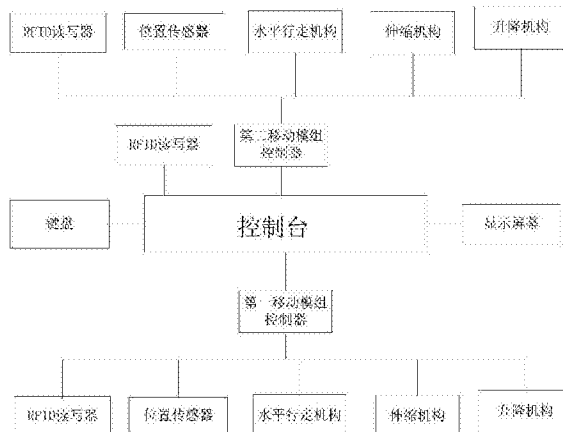 RFID读写器
位置传感器
水平行走机构
伸缩机构
升降机构
RFID读写器
第二移动模组
控制器
键盘
控制台
显示屏幕
第一移动模组
控制器
RFID读写器
位置传感器
水平行走机构
伸缩机构
升降机构